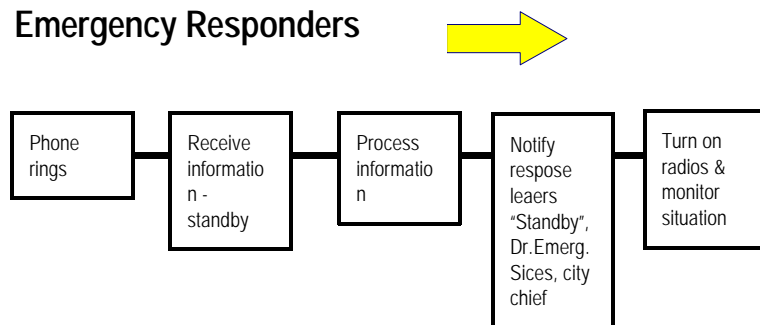 Emergency Responders
Phone
rings
Receive
informatio
n -
standby
Process
informatio
n
Notify
respose
leaers
“Standby”,
Dr.Emerg.
Sices, city
chief
Turn on
radios &
monitor
situation